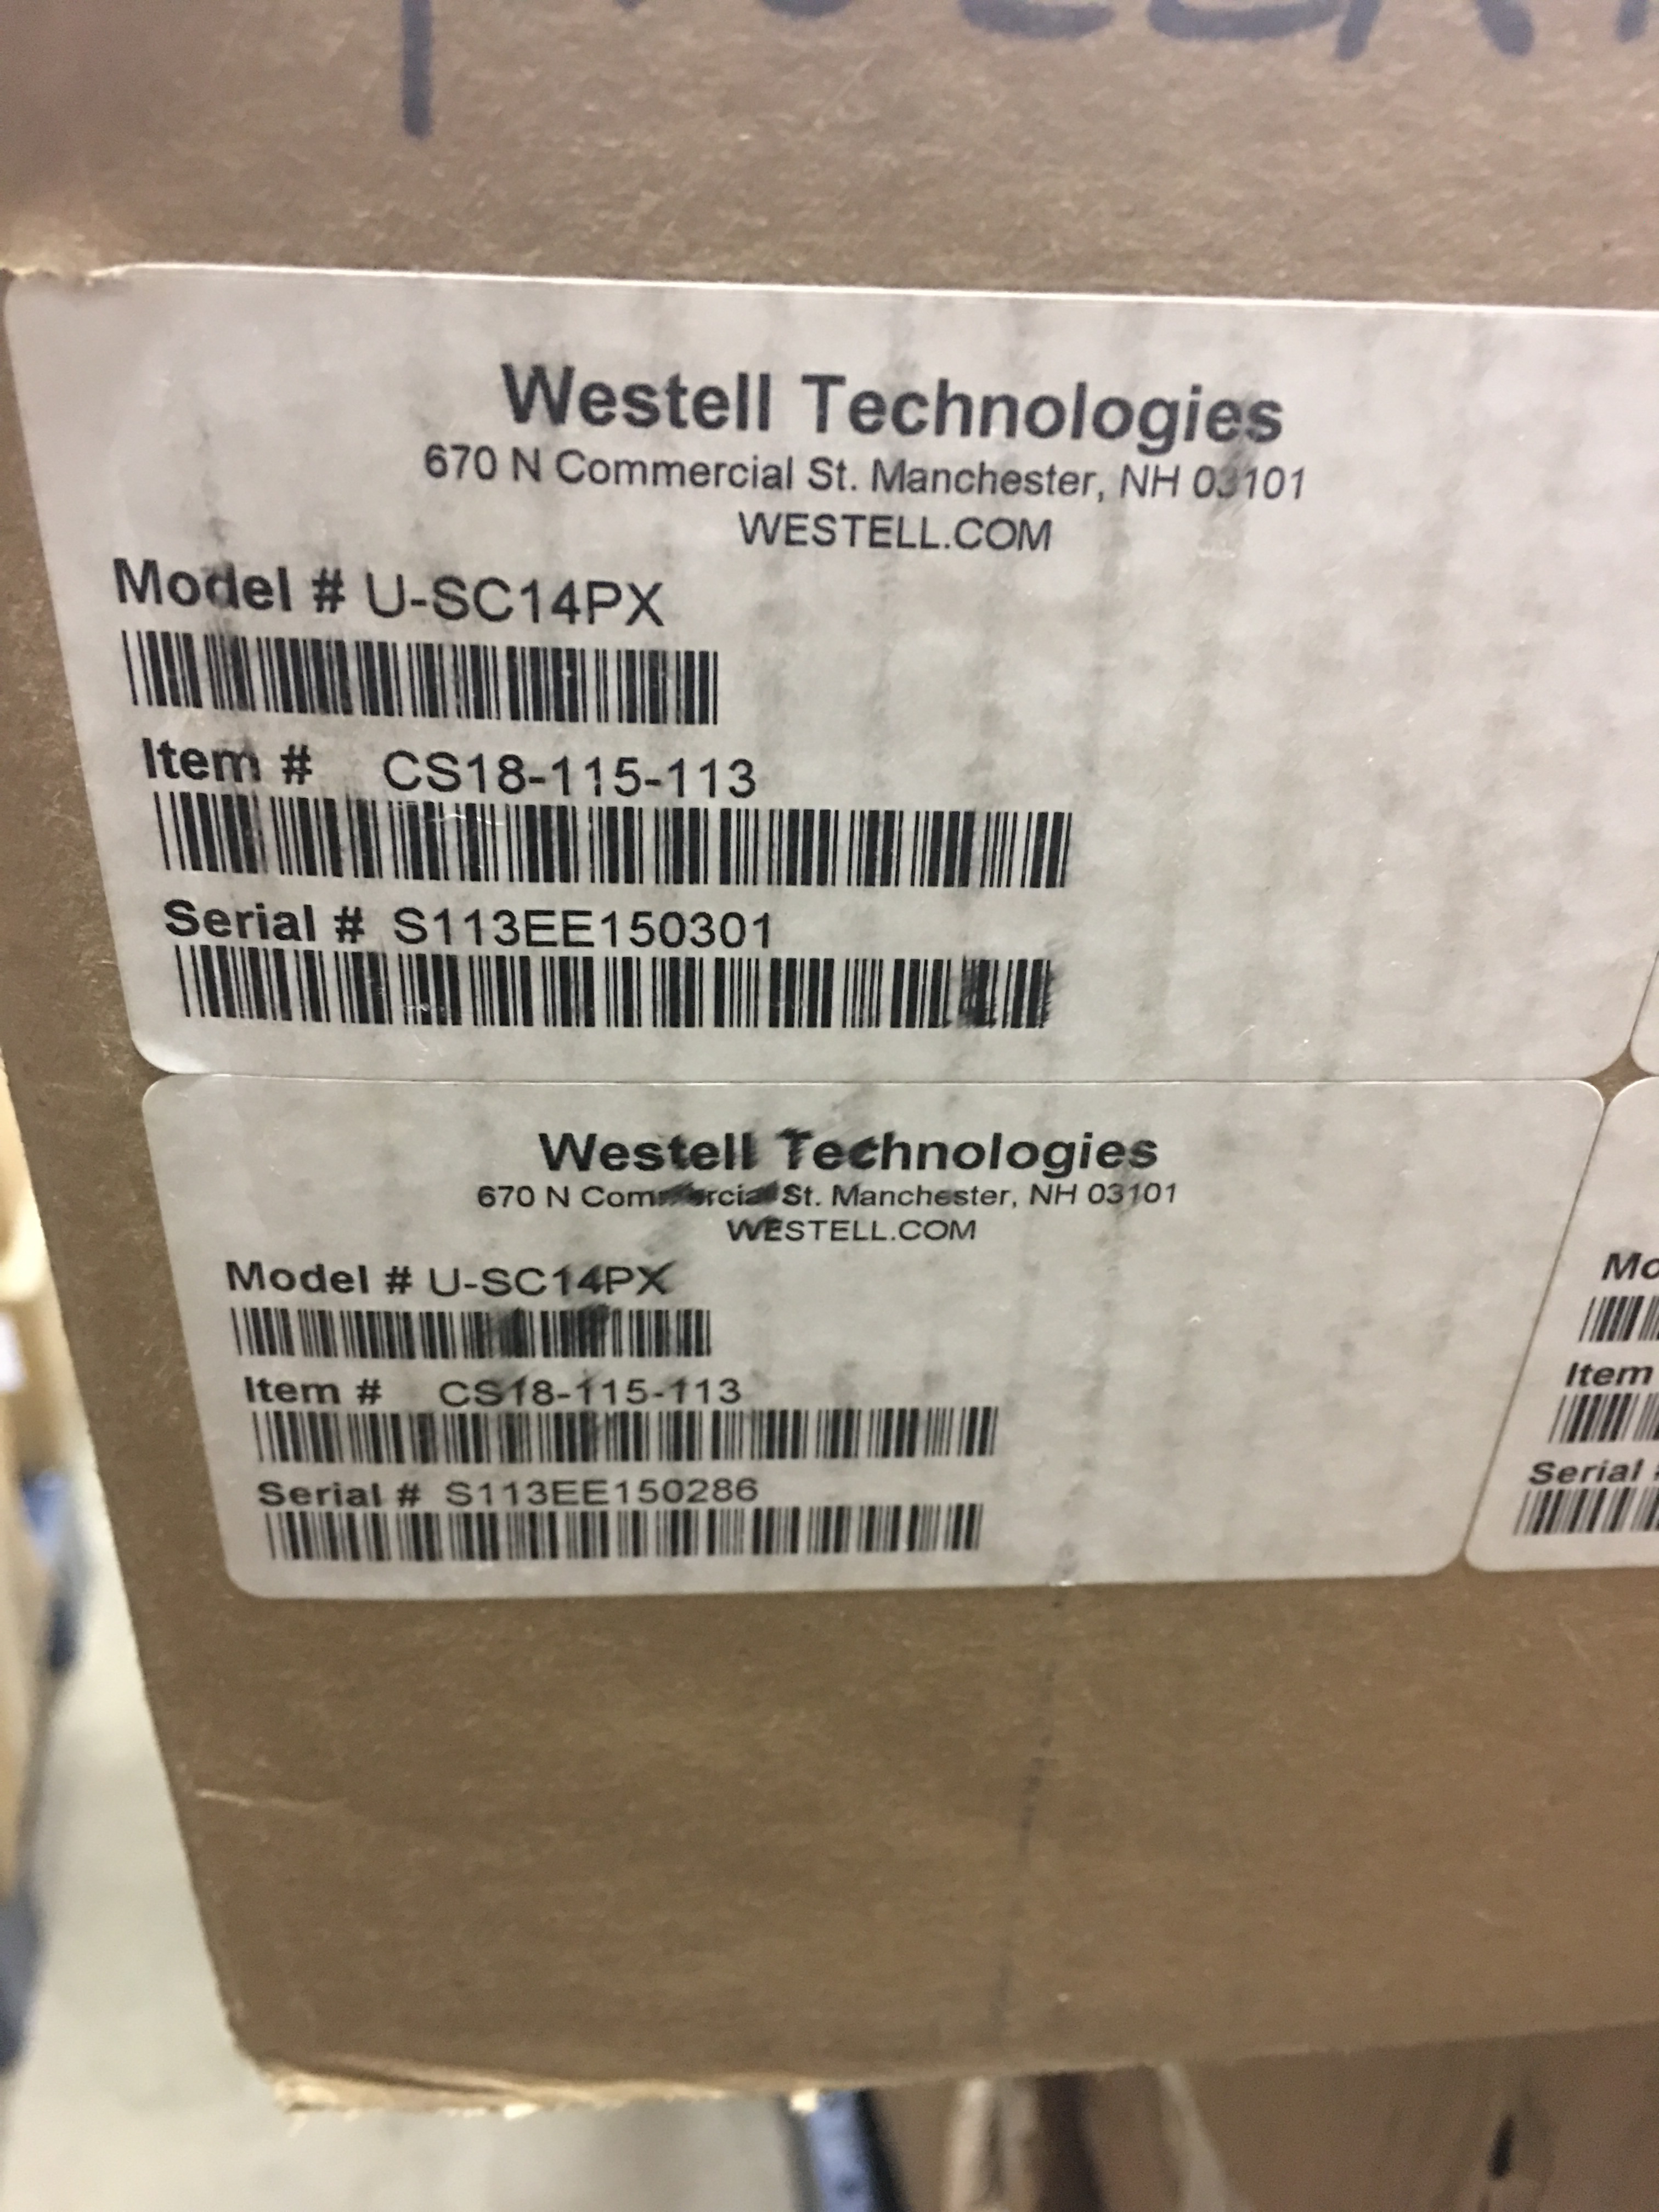 Westell Technologies
670 N Commercial St. Manchester, NH 03101
WESTELL.COM
Model # U-SC14PX
Item # CS18-115-113
Serial # S113EE150301
Westell Technologies
670 N Commercial St. Manchester, NH 03101
WESTELL.COM
Model # U-SC14PX
Item # CS18-115-113
Serial # S113EE150286
Mo
Item
Serial #